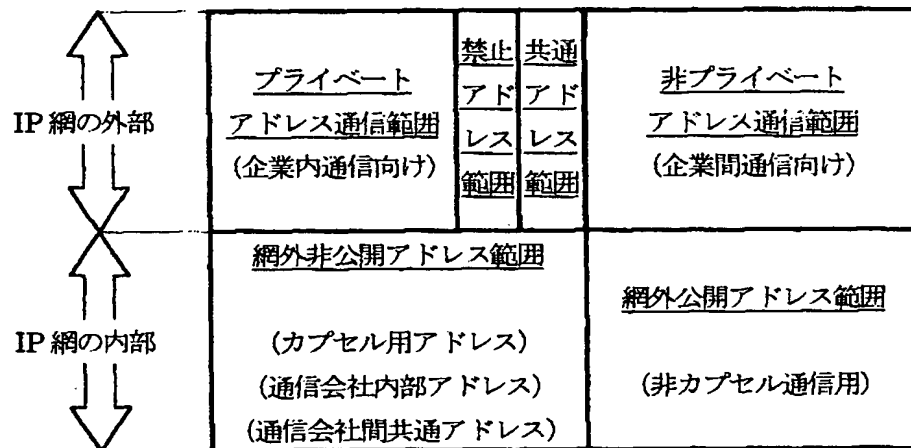 IP 網の外部
プライベート
アドレス通信範囲
(企業内通信向け)
禁止
アド
レス
範囲
共通
アド
レス
範囲
非プライベート
アドレス通信範囲
(企業間通信向け)
IP 網の内部
網外非公開アドレス範囲
(カプセル用アドレス)
(通信会社内部アドレス)
(通信会社間共通アドレス)
網外公開アドレス範囲
(非カプセル通信用)